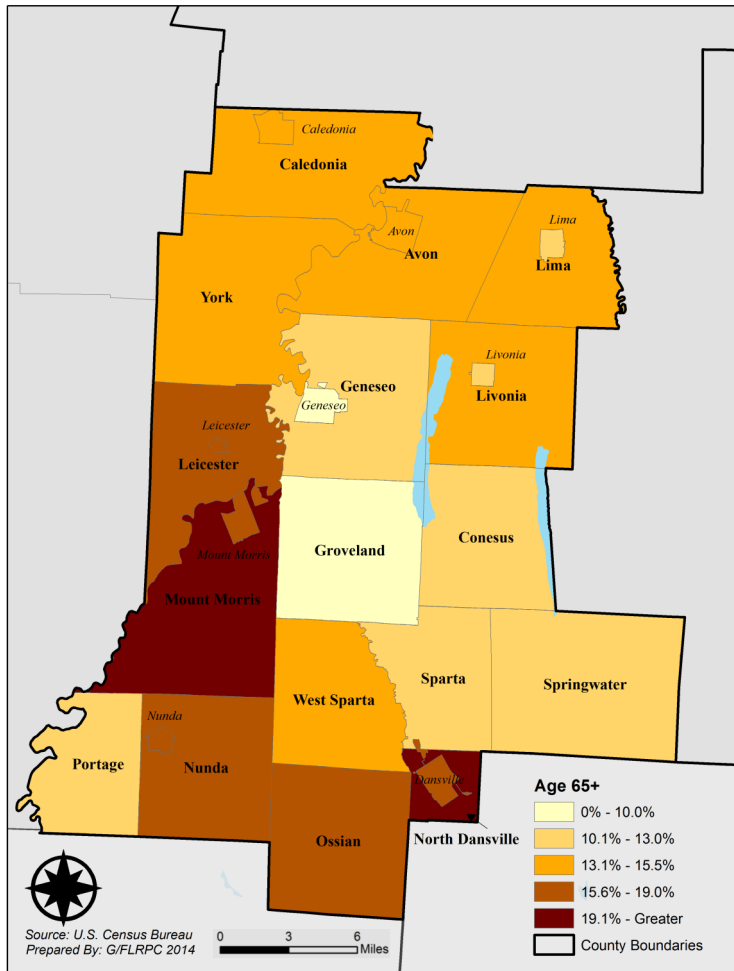 Caledonia
Caledonia
Lima
Avon
Avon
Lima
York
Livonia
Geneseo
Geneseo
Livonia
Leicester
Leicester
Conesus
Groveland
Mount Morris
Mount Morris
Sparta
Springwater
West Sparta
Nunda
Portage
Nunda
Dansville
Age 65+
0% - 10.0%
10.1% - 13.0%
North Dansville
Ossian
13.1% - 15.5%
15.6% - 19.0%
19.1% - Greater
County Boundaries
Source: U.S. Census Bureau
Prepared By: G/FLRPC 2014
0 3 6
Miles